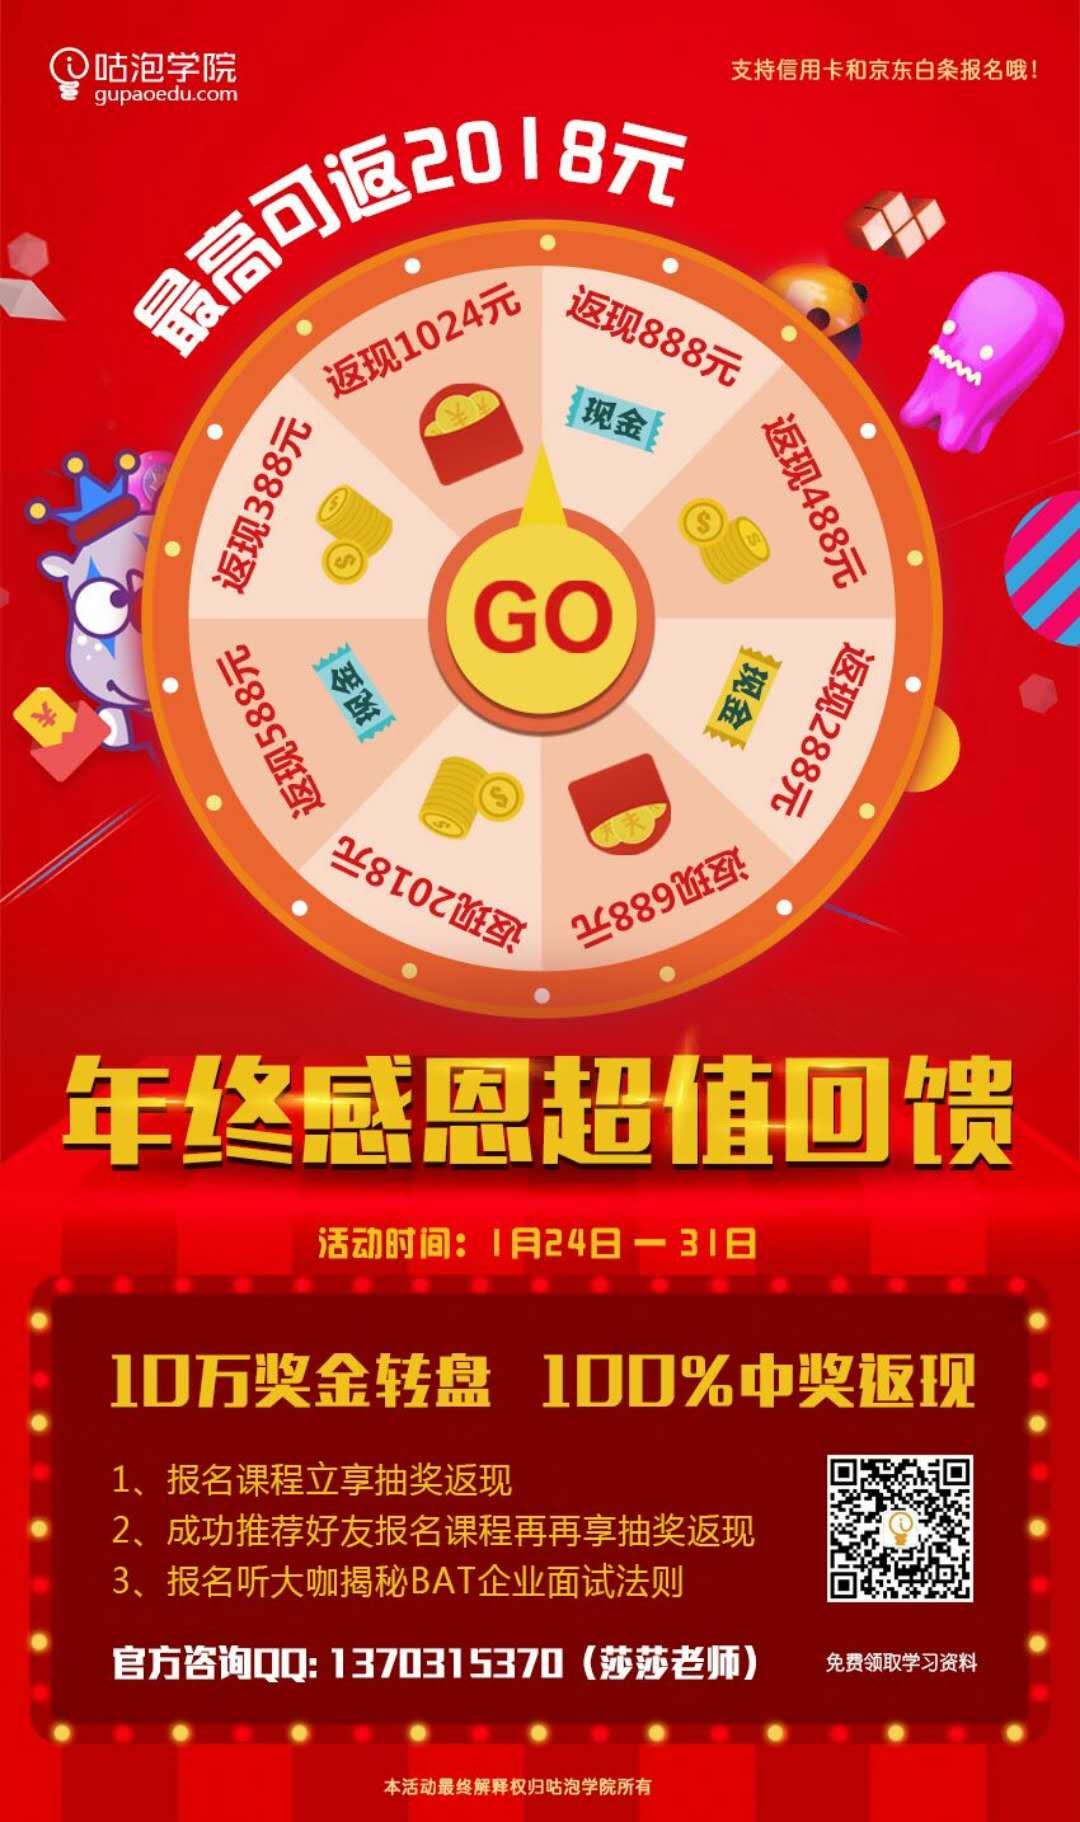 咕泡学院
gupaoedu.com
支持信用卡和京东白条报名哦！
最高可返2018元
返现1024元
返现888元
返现488元
返现288元
返现688元
返现2018元
返现588元
返现388元
现金
现金
现金
GO
年终感恩超值回馈
活动时间：1月24日 — 31日
10万奖金转盘 100%中奖返现
1、报名课程立享抽奖返现
2、成功推荐好友报名课程再再享抽奖返现
3、报名听大咖揭秘BAT企业面试法则
官方咨询QQ: 1370315370（莎莎老师）
免费领取学习资料
本活动最终解释权归咕泡学院所有